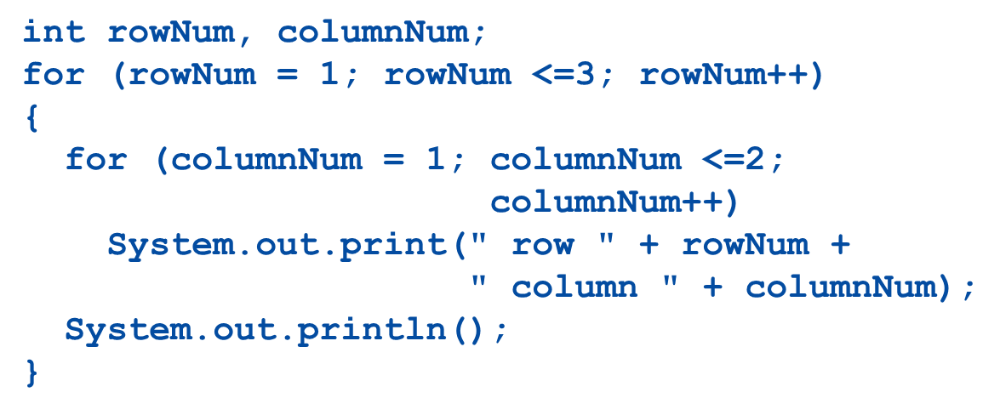 int rowNum, columnNum;
for (rowNum = 1; rowNum <=3; rowNum++)
{
  for (columnNum = 1; columnNum <=2;
                      columnNum++)
    System.out.print(" row " + rowNum +
                     " column " + columnNum);
  System.out.println();
}